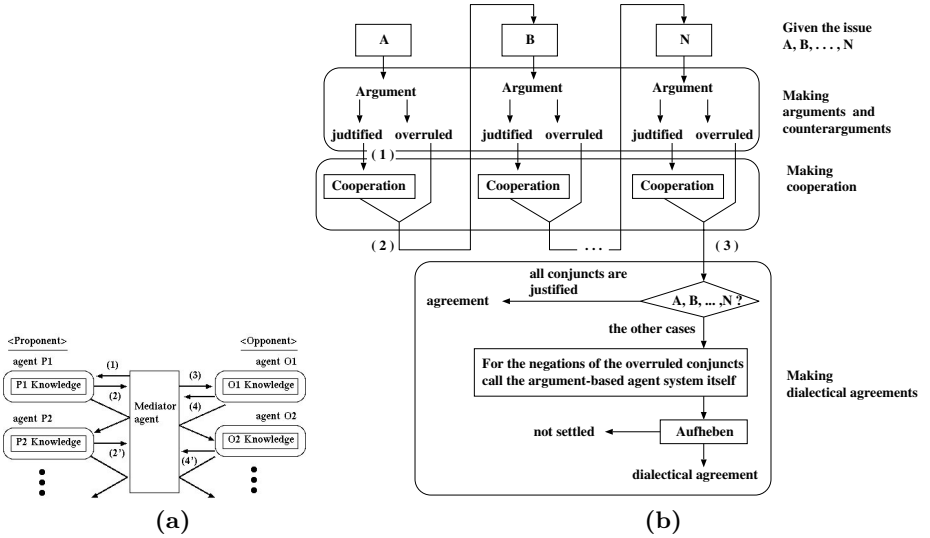 <Proponent>
<Opponent>
agent P1
(1)
(3)
agent O1
P1 Knowledge
O1 Knowledge
(2)
(4)
Mediator
agent
agent P2
agent O2
P2 Knowledge
O2 Knowledge
(2')
(4')
(a)
A
B
N
Given the issue
A, B, . . . , N
Argument
Argument
Argument
judtified
overruled
judtified
overruled
judtified
overruled
Making
arguments and
counterarguments
( 1 )
Cooperation
Cooperation
Cooperation
Making
cooperation
( 2 )
. . .
( 3 )
all conjuncts are
justified
agreement
A, B, ... ,N ?
the other cases
For the negations of the overruled conjuncts
call the argument-based agent system itself
Making
dialectical agreements
not settled
Aufheben
dialectical agreement
(b)